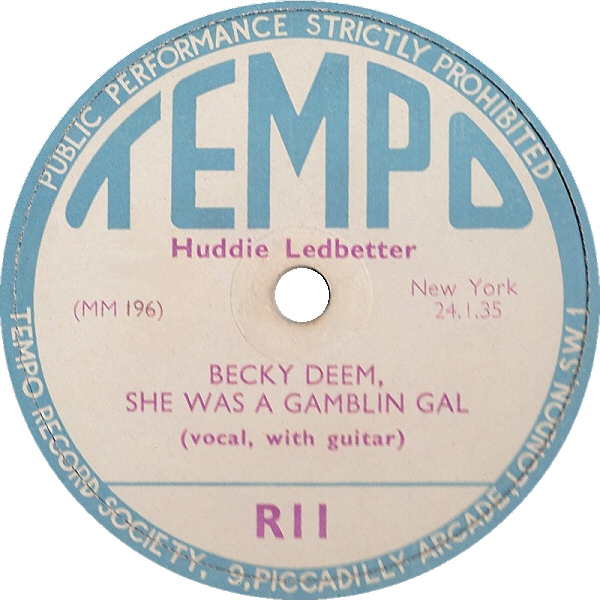 PUBLIC PERFORMANCE STRICTLY PROHIBITED
TEMPO
Huddie Ledbetter
(MM 196)
New York
24.1.35
BECKY DEEM,
SHE WAS A GAMBLIN GAL
(vocal, with guitar)
R11
TEMPO RECORD SOCIETY, 9, PICCADILLY ARCADE, LONDON, S.W.1